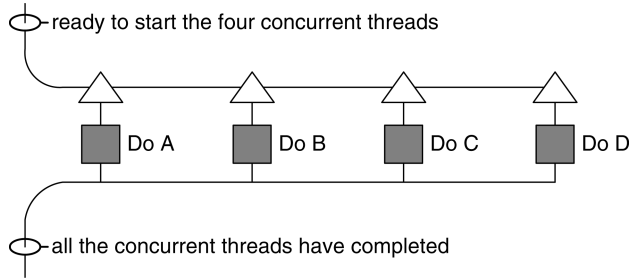 ready to start the four concurrent threads
Do A
Do B
Do C
Do D
all the concurrent threads have completed